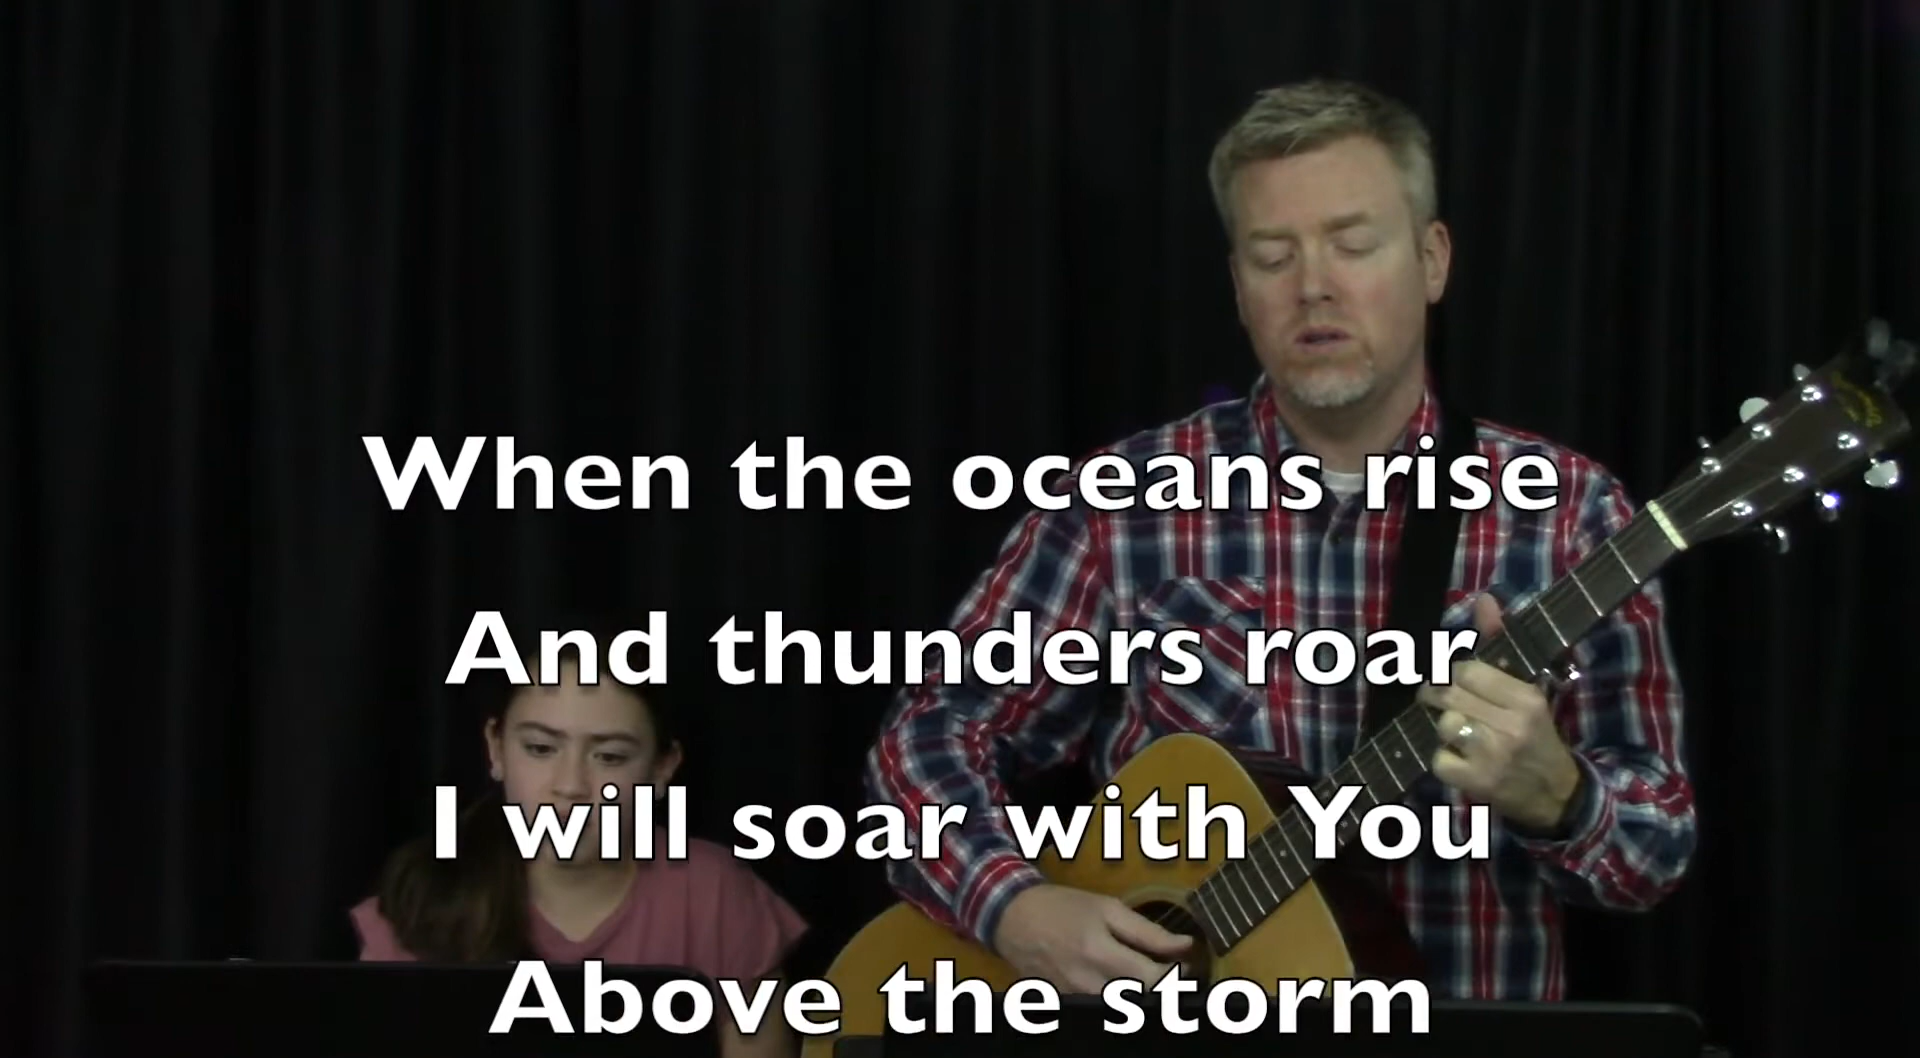 When the oceans rise
And thunders roar
I will soar with You
Above the storm